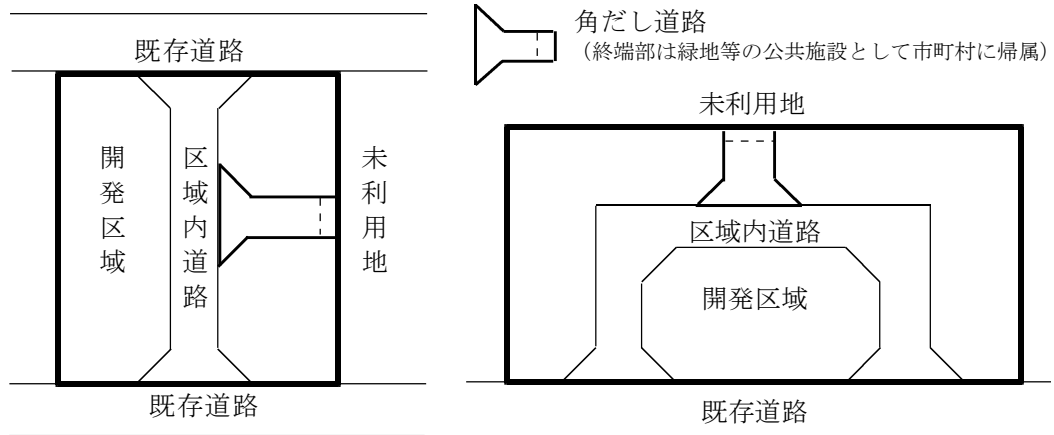 既存道路
開発区域
区域内道路
未利用地
既存道路
角だし道路
（終端部は緑地等の公共施設として市町村に帰属）
未利用地
区域内道路
開発区域
既存道路